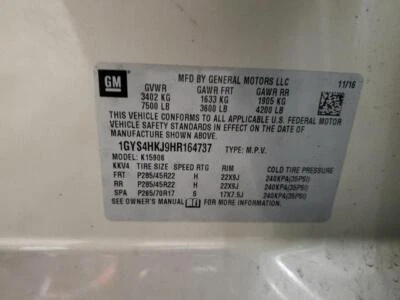 GM
MFD BY GENERAL MOTORS LLC
11/16
GVWR GAWR FRT GAWR RR
3402 KG 1633 KG 1905 KG
7500 LB 3600 LB 4200 LB
THIS VEHICLE CONFORMS TO ALL APPLICABLE U.S. FEDERAL MOTOR
VEHICLE SAFETY STANDARDS IN EFFECT ON THE DATE OF
MANUFACTURE SHOWN ABOVE.
1GYS4HKJ9HR164737 TYPE: M.P.V.
MODEL: K15906
KKV4 TIRE SIZE SPEED RTG RIM COLD TIRE PRESSURE
FRT P285/45R22 H 22X9J 240KPA(35PSI)
RR P285/45R22 H 22X9J 240KPA(35PSI)
SPA P265/70R17 S 17X7.5J 240KPA(35PSI)
SEE OWNER'S MANUAL FOR MORE INFORMATION.